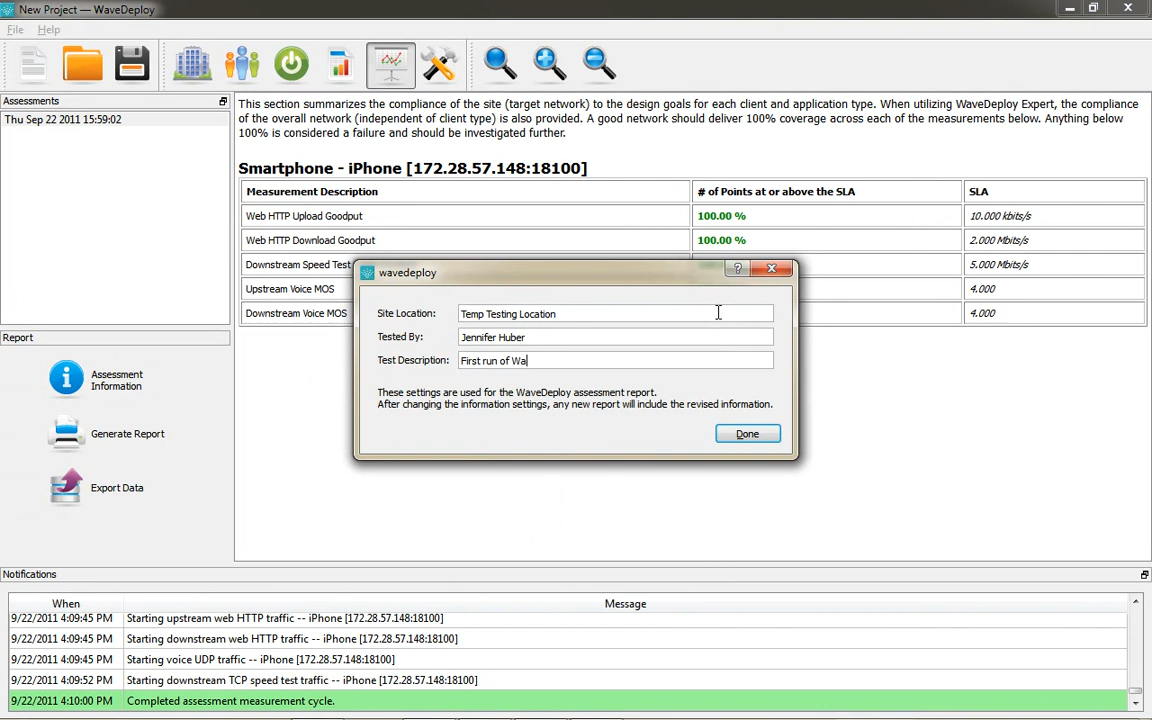 New Project — WaveDeploy
File Help
Assessments
Thu Sep 22 2011 15:59:02
Report
Assessment
Information
Generate Report
Export Data
This section summarizes the compliance of the site (target network) to the design goals for each client and application type. When utilizing WaveDeploy Expert, the compliance
of the overall network (independent of client type) is also provided. A good network should deliver 100% coverage across each of the measurements below. Anything below
100% is considered a failure and should be investigated further.
Smartphone - iPhone [172.28.57.148:18100]
Measurement Description # of Points at or above the SLA SLA
Web HTTP Upload Goodput 100.00 % 10.000 kbits/s
Web HTTP Download Goodput 100.00 % 2.000 Mbits/s
Downstream Speed Test 5.000 Mbits/s
Upstream Voice MOS 4.000
Downstream Voice MOS 4.000
wavedeploy
Site Location: Temp Testing Location
Tested By: Jennifer Huber
Test Description: First run of Wa
These settings are used for the WaveDeploy assessment report.
After changing the information settings, any new report will include the revised information.
Done
Notifications
When Message
9/22/2011 4:09:45 PM Starting upstream web HTTP traffic -- iPhone [172.28.57.148:18100]
9/22/2011 4:09:45 PM Starting downstream web HTTP traffic -- iPhone [172.28.57.148:18100]
9/22/2011 4:09:45 PM Starting voice UDP traffic -- iPhone [172.28.57.148:18100]
9/22/2011 4:09:52 PM Starting downstream TCP speed test traffic -- iPhone [172.28.57.148:18100]
9/22/2011 4:10:00 PM Completed assessment measurement cycle.